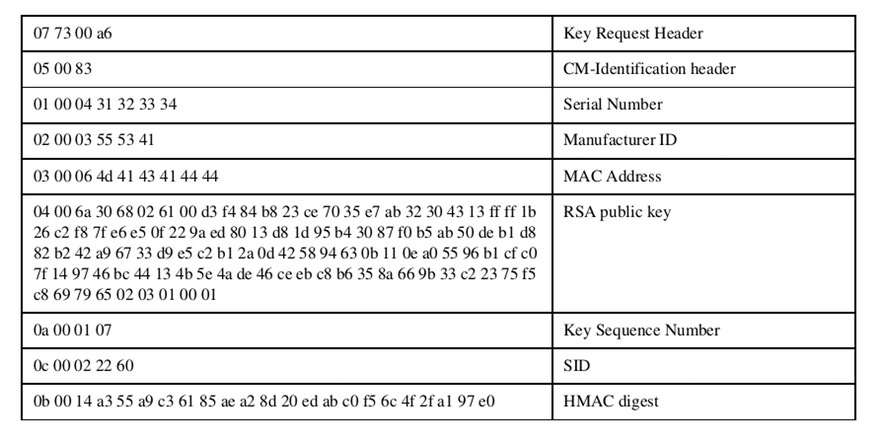 07 73 00 a6 Key Request Header
05 00 83 CM-Identification header
01 00 04 31 32 33 34 Serial Number
02 00 03 55 53 41 Manufacturer ID
03 00 06 4d 41 43 41 44 44 MAC Address
04 00 6a 30 68 02 61 00 d3 f4 84 b8 23 ce 70 35 e7 ab 32 30 43 13 ff ff 1b RSA public key
26 c2 f8 7f e6 e5 0f 22 9a ed 80 13 d8 1d 95 b4 30 87 f0 b5 ab 50 de b1 d8
82 b2 42 a9 67 33 d9 e5 c2 b1 2a 0d 42 58 94 63 0b 11 0e a0 55 96 b1 cf c0
7f 14 97 46 bc 44 13 4b 5e 4a de 46 ce eb c8 b6 35 8a 66 9b 33 c2 23 75 f5
c8 69 79 65 02 03 01 00 01
0a 00 01 07 Key Sequence Number
0c 00 02 22 60 SID
0b 00 14 a3 55 a9 c3 61 85 ae a2 8d 20 ed ab c0 f5 6c 4f 2f a1 97 e0 HMAC digest